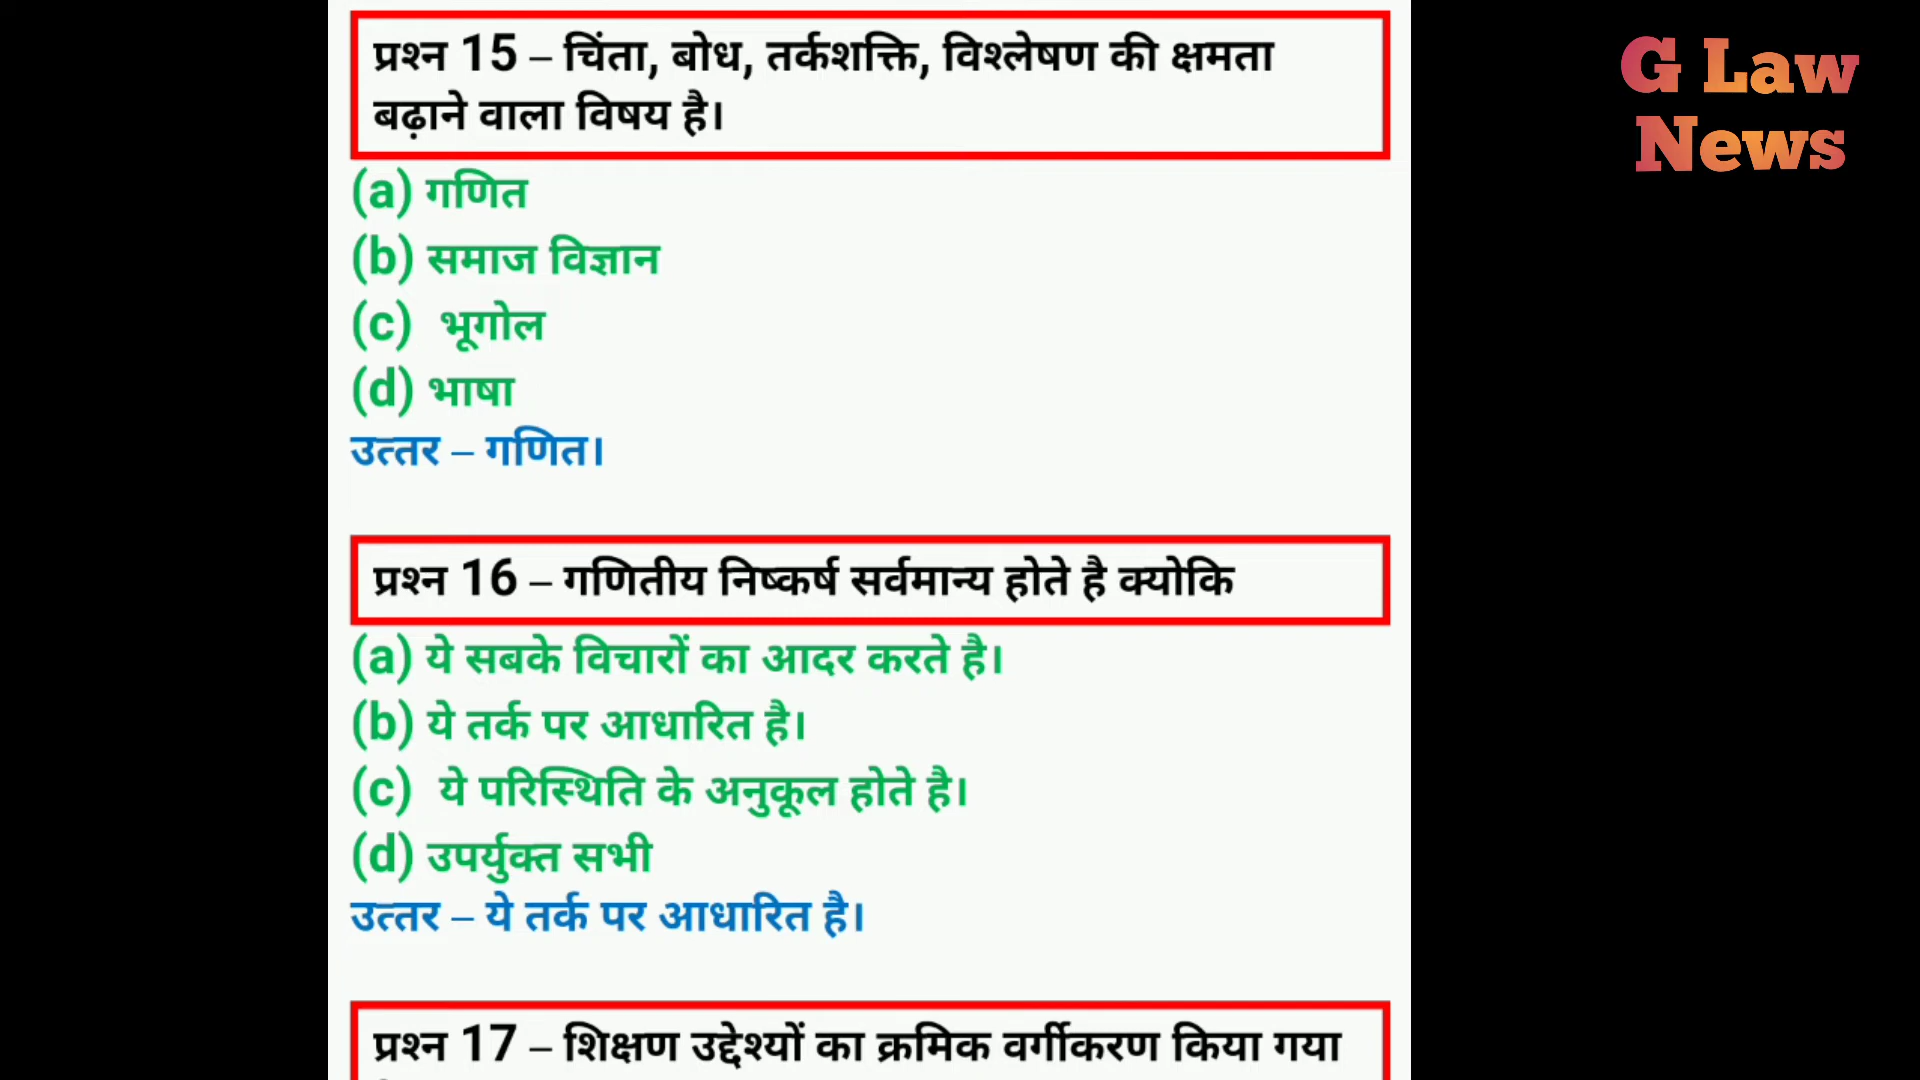 प्रश्न 15 – चिंता, बोध, तर्कशक्ति, विश्लेषण की क्षमता
बढ़ाने वाला विषय है।
(a) गणित
(b) समाज विज्ञान
(c) भूगोल
(d) भाषा
उत्तर – गणित।
प्रश्न 16 – गणितीय निष्कर्ष सर्वमान्य होते है क्योकि
(a) ये सबके विचारों का आदर करते है।
(b) ये तर्क पर आधारित है।
(c) ये परिस्थिति के अनुकूल होते है।
(d) उपर्युक्त सभी
उत्तर – ये तर्क पर आधारित है।
प्रश्न 17 – शिक्षण उद्देश्यों का क्रमिक वर्गीकरण किया गया
G Law
News